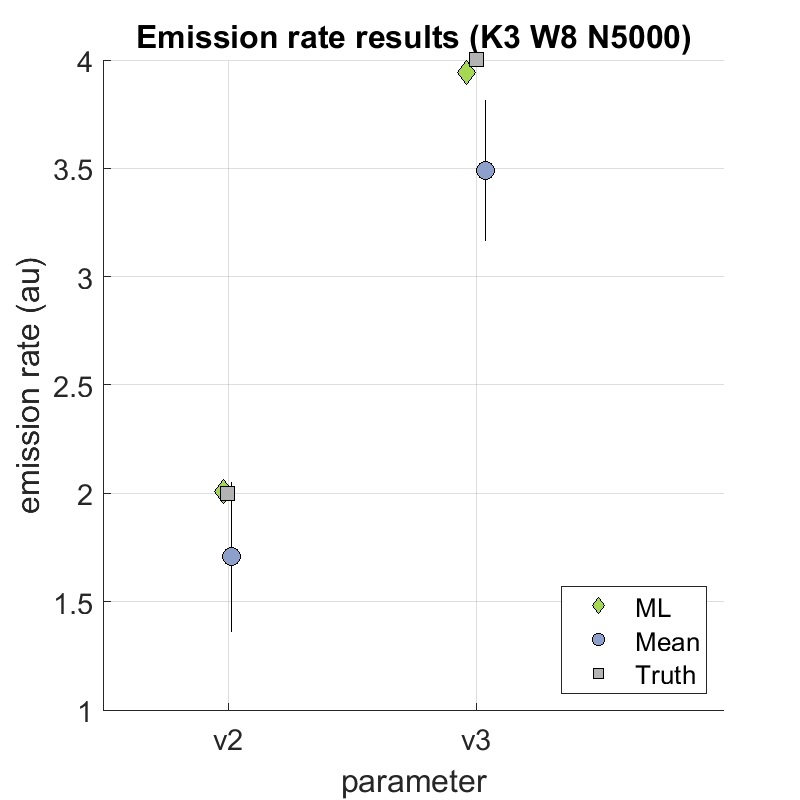 Emission rate results (K3 W8 N5000)
4
3.5
3
2.5
2
1.5
1
emission rate (au)
v2
v3
parameter
ML
Mean
Truth